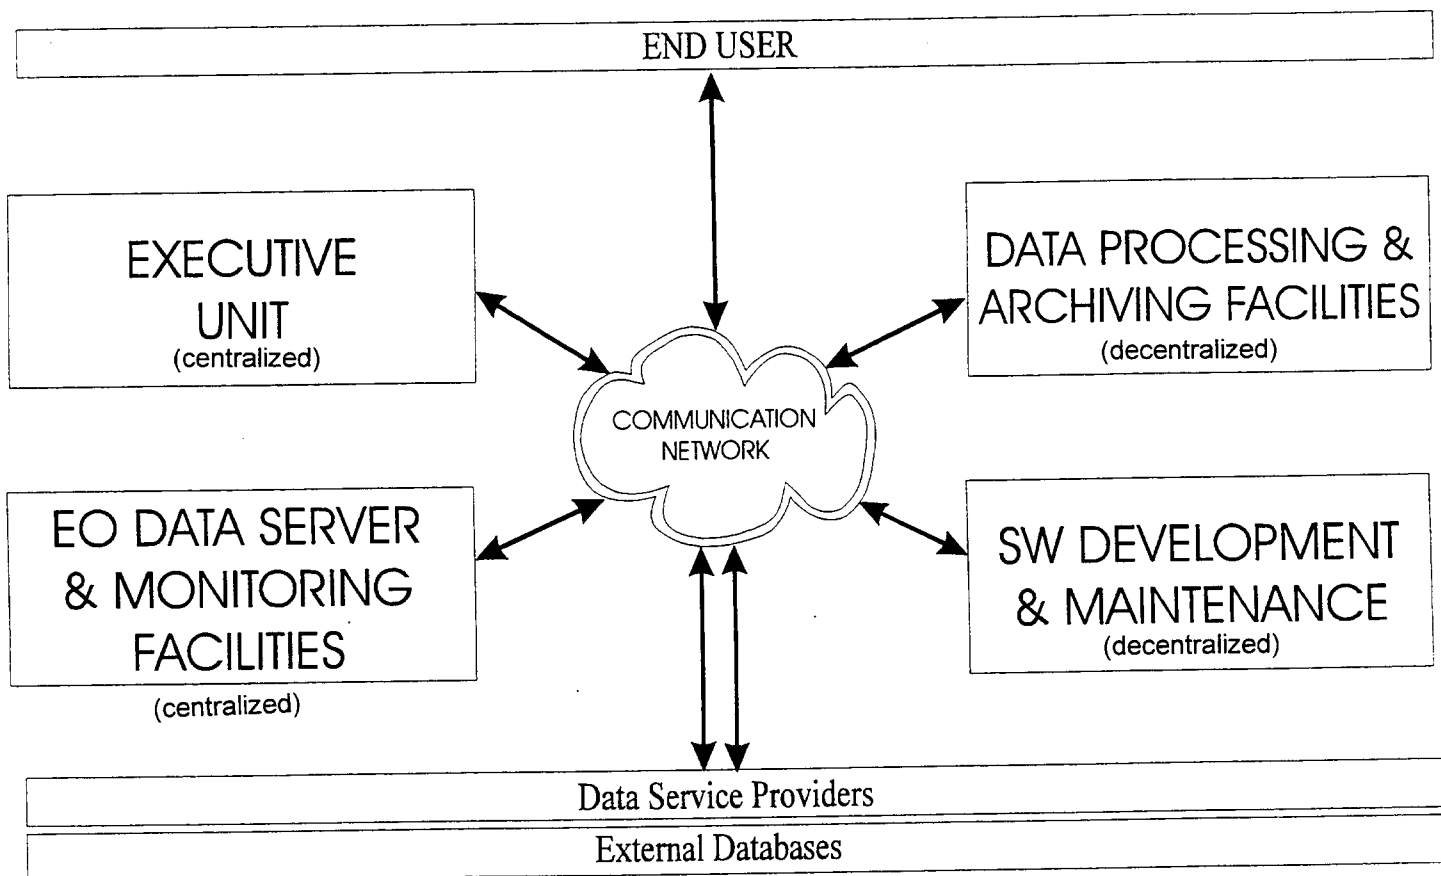 END USER
EXECUTIVE
UNIT
(centralized)
DATA PROCESSING &
ARCHIVING FACILITIES
(decentralized)
COMMUNICATION
NETWORK
EO DATA SERVER
& MONITORING
FACILITIES
(centralized)
SW DEVELOPMENT
& MAINTENANCE
(decentralized)
Data Service Providers
External Databases